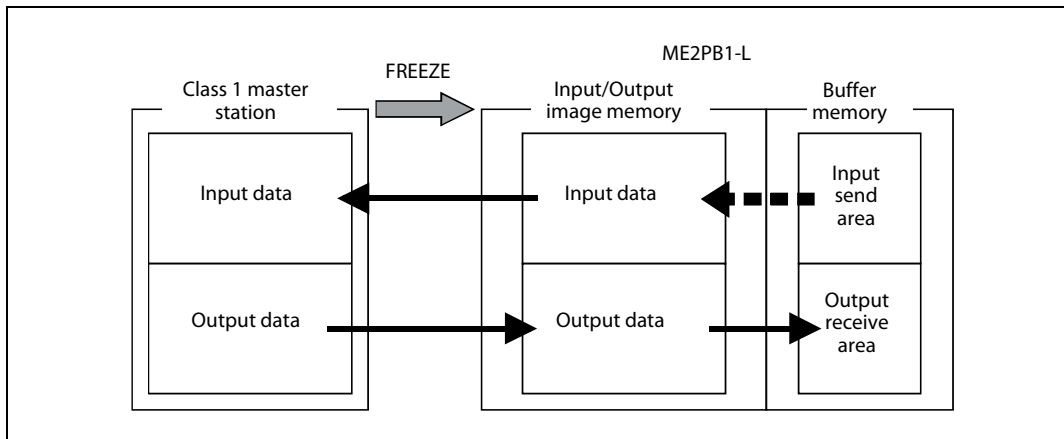 ME2PB1-L
FREEZE
Class 1 master
station
Input/Output
image memory
Buffer
memory
Input data
Input data
Input
send
area
Output data
Output data
Output
receive
area